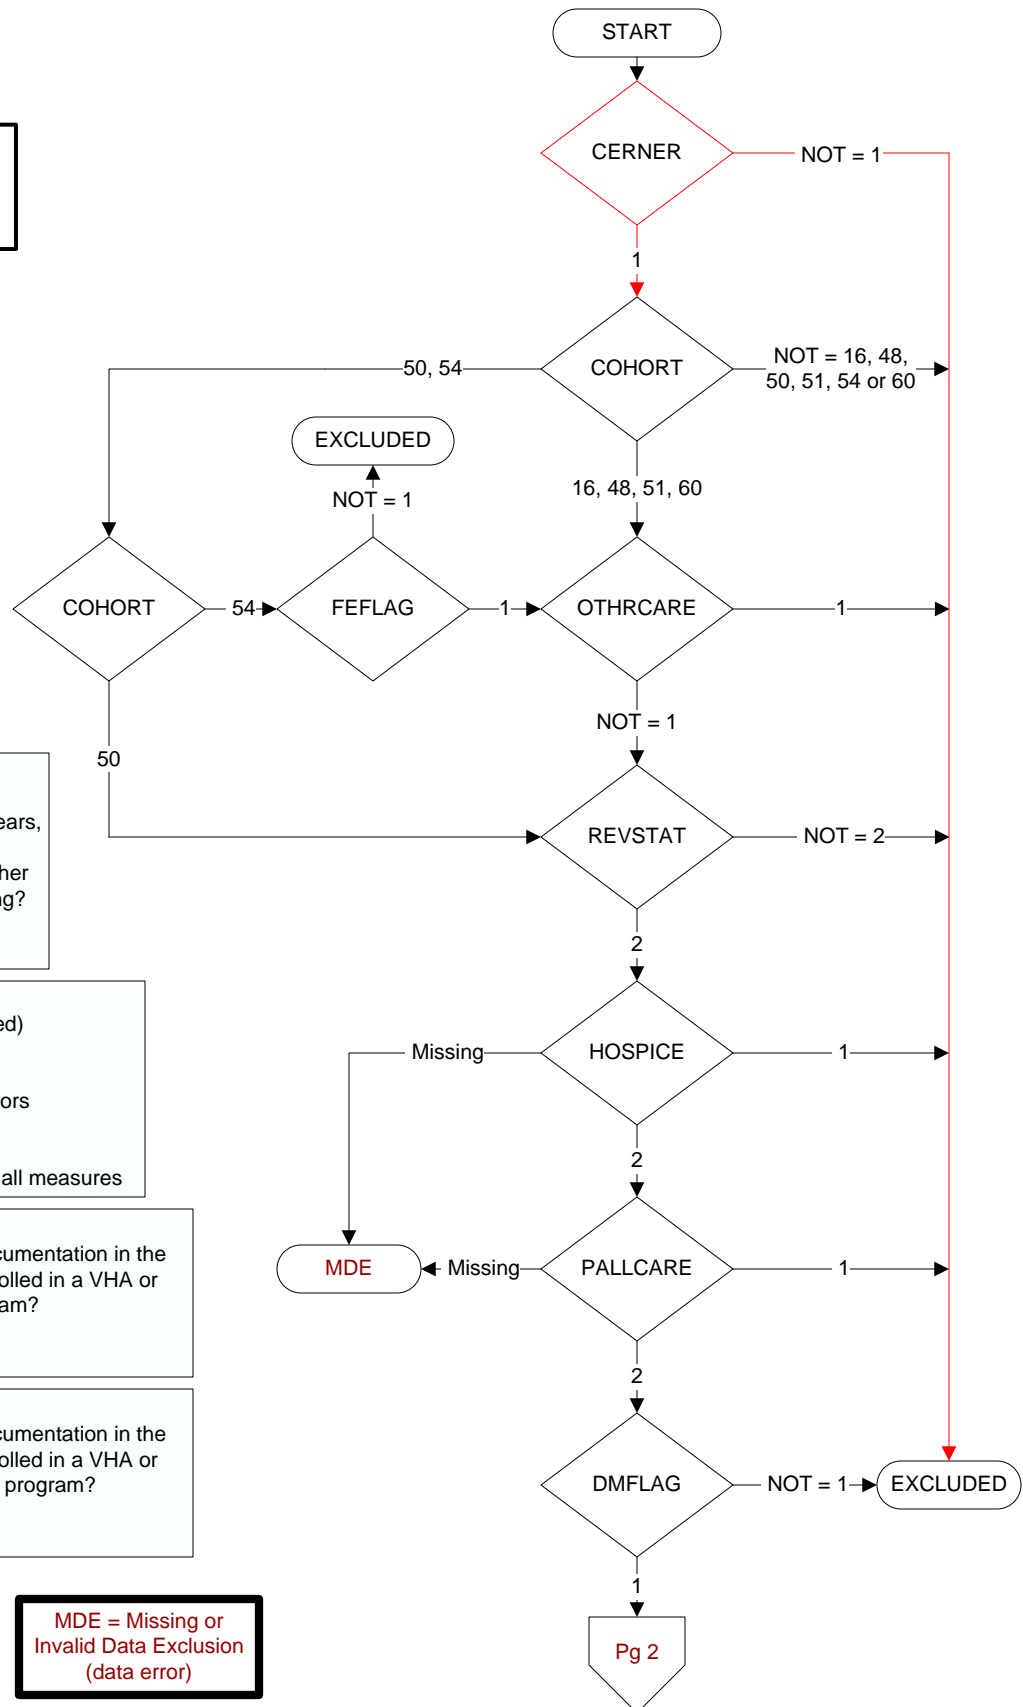 START
CERNER
NOT = 1
1
COHORT
50, 54
NOT = 16, 48,
50, 51, 54 or 60
EXCLUDED
NOT = 1
16, 48, 51, 60
COHORT
54
FEFLAG
1
OTHRCARE
1
NOT = 1
50
REVSTAT
NOT = 2
2
HOSPICE
Missing
1
2
MDE
Missing
PALLCARE
1
2
DMFLAG
NOT = 1
EXCLUDED
1
Pg 2
ears,
her
g?
ed)
ors
all measures
cumentation in the
olled in a VHA or
am?
cumentation in the
olled in a VHA or
program?
MDE = Missing or
Invalid Data Exclusion
(data error)